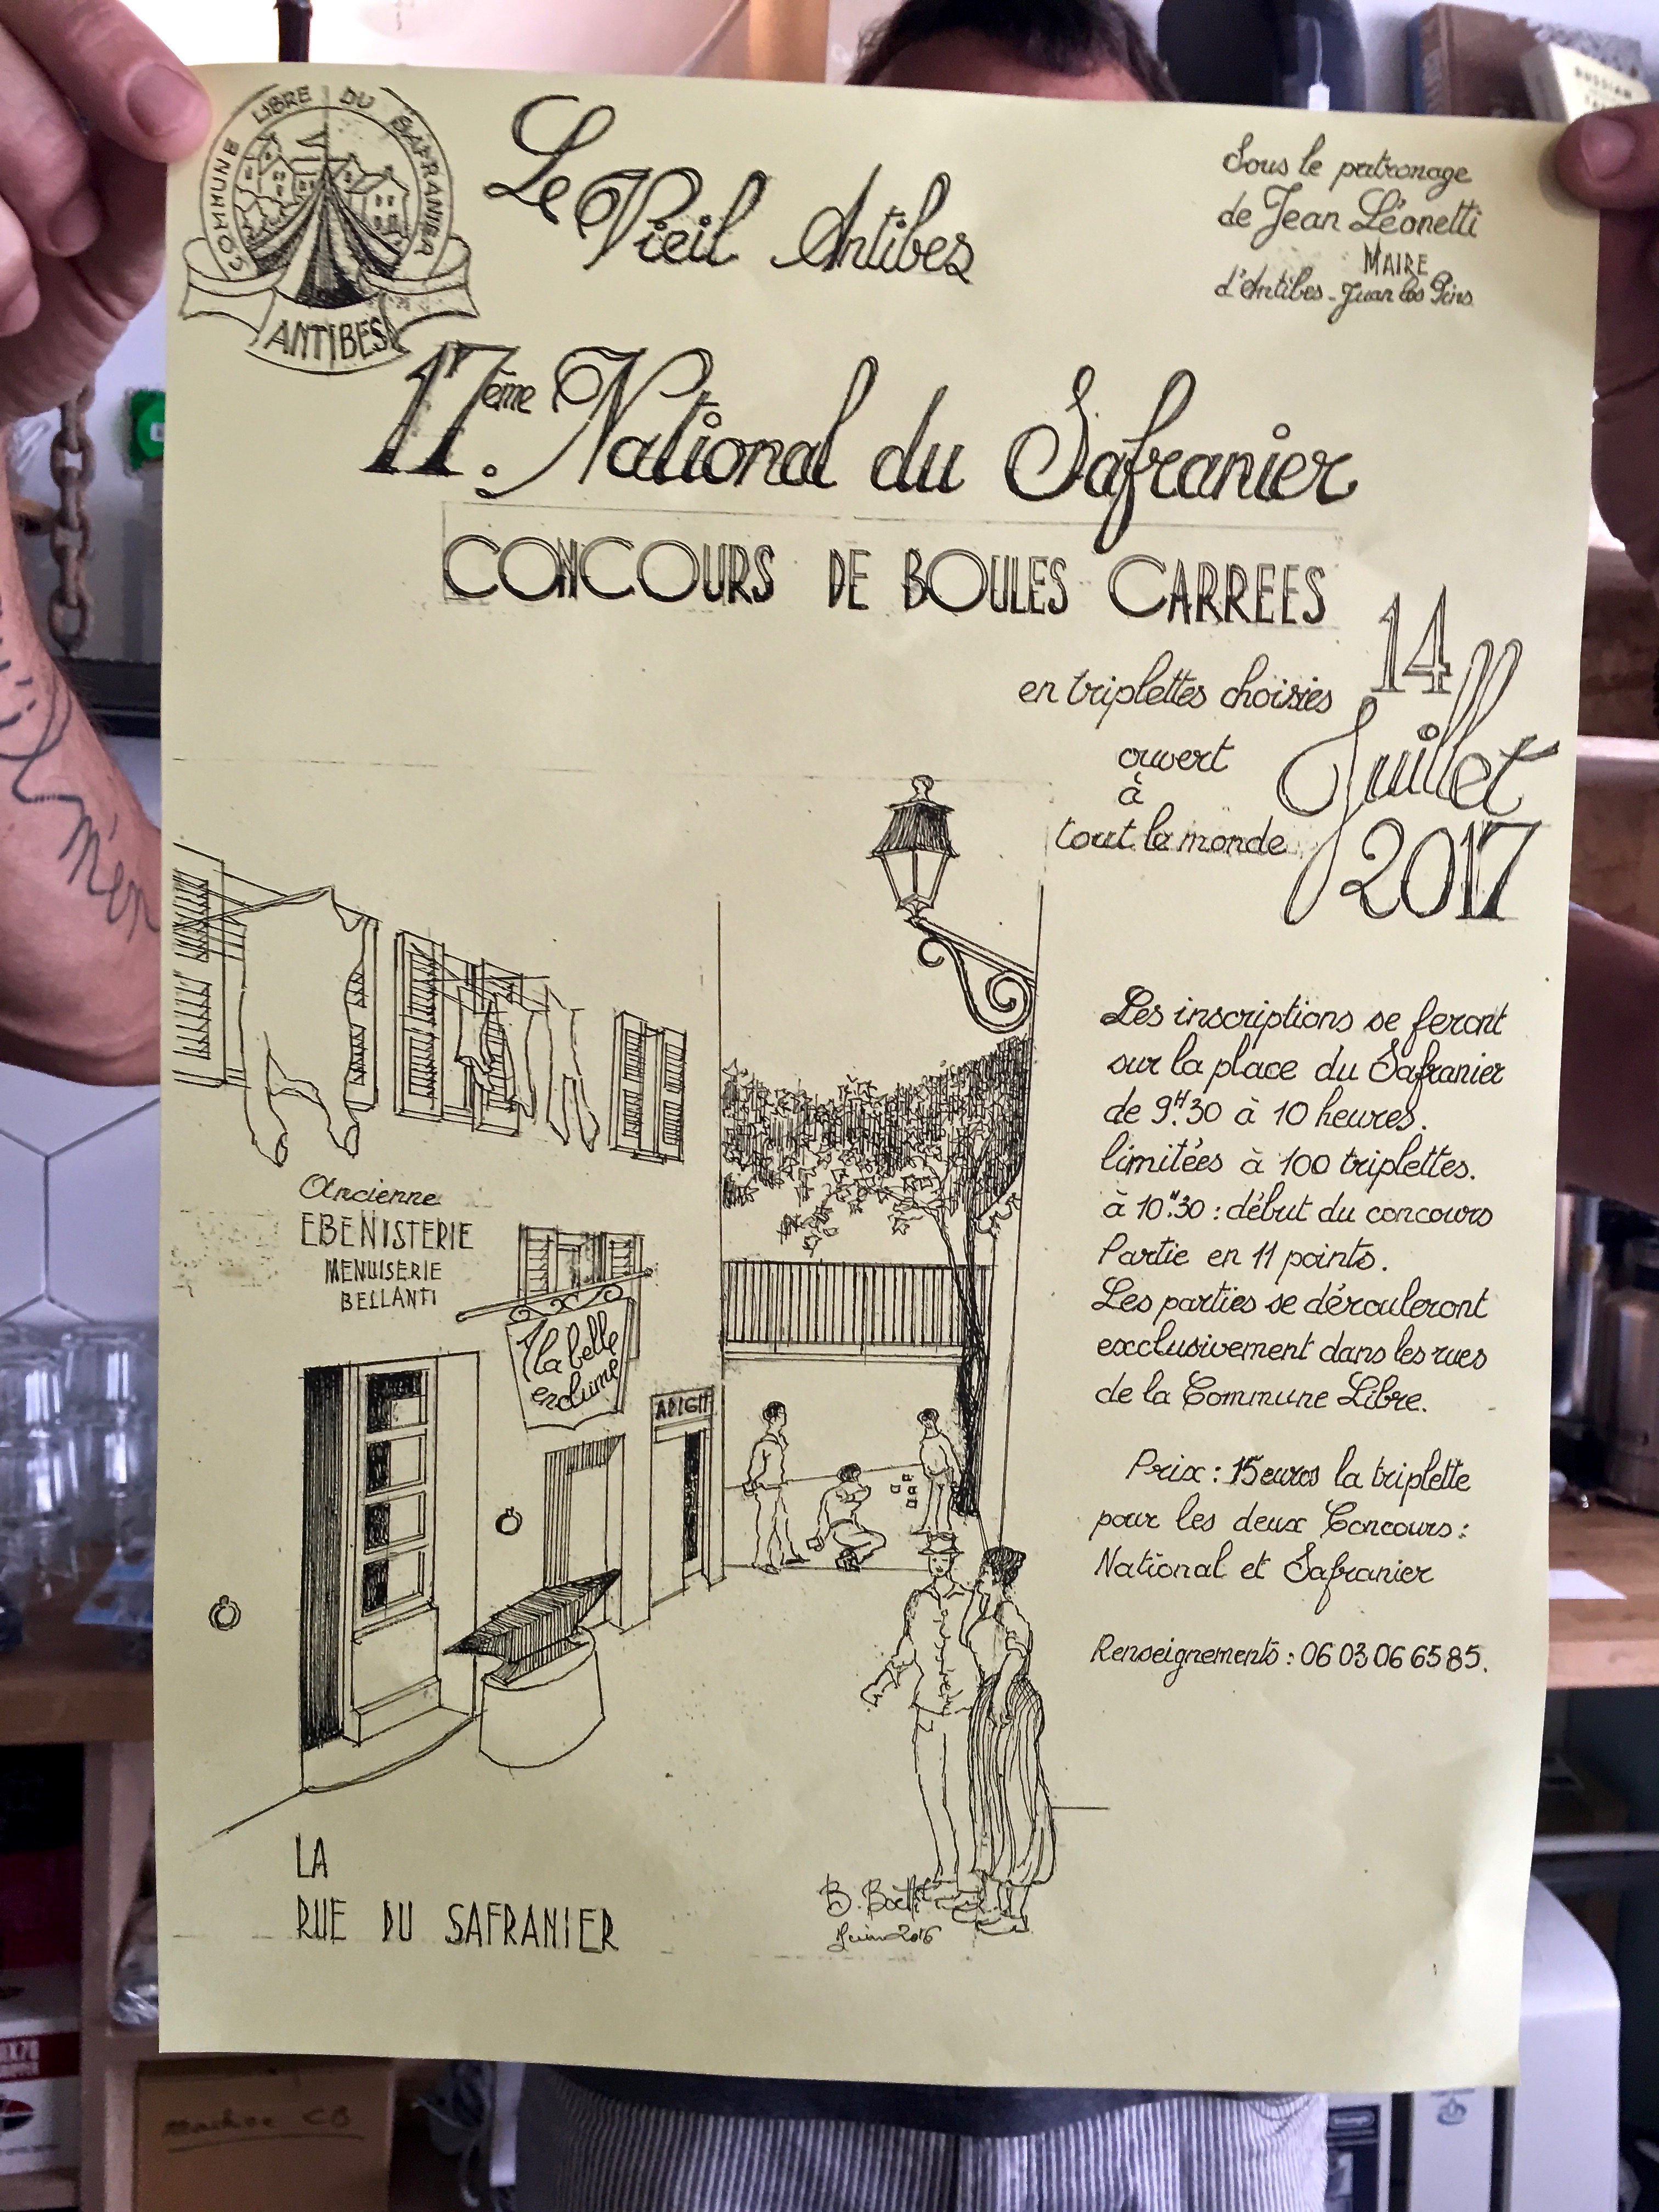 COMMUNE LIBRE DU SAFRANIER
ANTIBES
Le Vieil Antibes
Sous le patronage
de Jean Léonetti
MAIRE
d'Antibes-Juan les Pins
17ème National du Safranier
CONCOURS DE BOULES CARREES
en triplettes choisies
ouvert
à
tout le monde
14
Juillet
2017
Les inscriptions se feront
sur la place du Safranier
de 9H30 à 10 heures.
limitées à 100 triplettes.
à 10H30 : début du concours
Partie en 11 points.
Les parties se dérouleront
exclusivement dans les rues
de la Commune Libre.
Prix : 15 euros la triplette
pour les deux Concours :
National et Safranier
Renseignements : 06 03 06 65 85.
Ancienne
EBENISTERIE
MENUISERIE
BELLANTI
la belle
enclume
LA
RUE DU SAFRANIER
B.
2016
machine CB